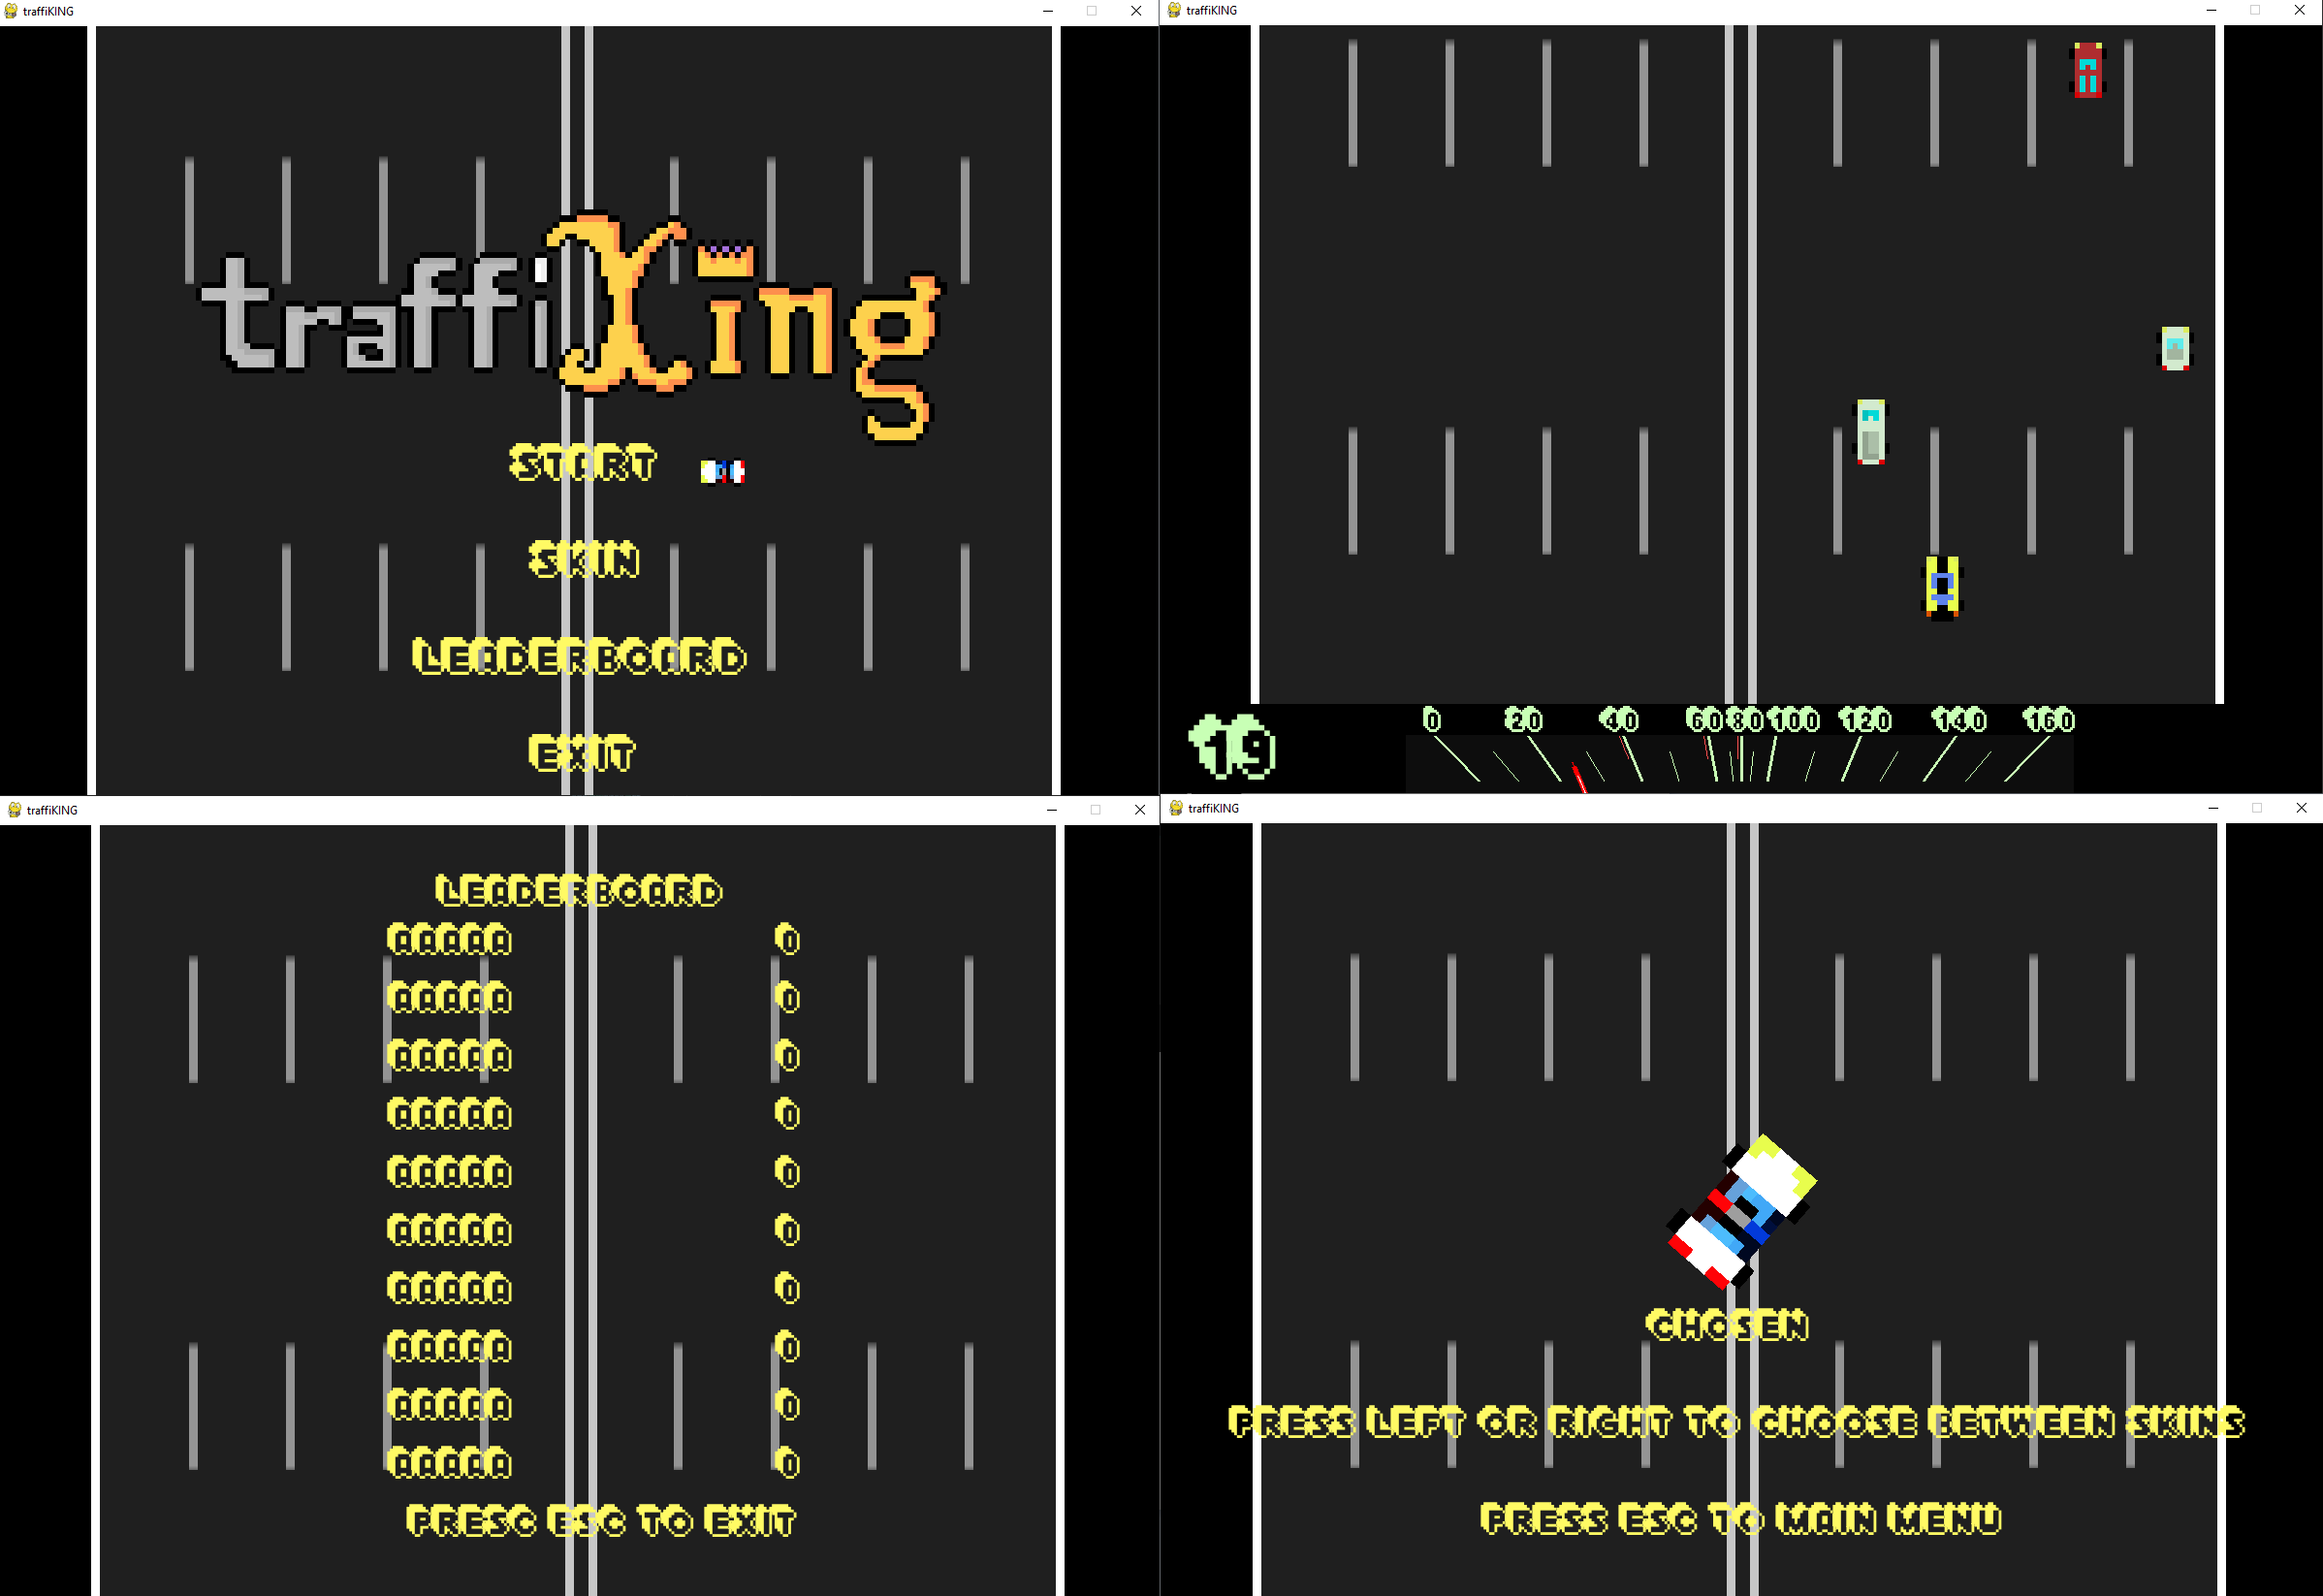 traffiKING
traffiKing
START
SKIN
LEADERBOARD
EXIT
traffiKING
0 20 40 60 80 100 120 140 160
19
traffiKING
LEADERBOARD
AAAAA 0
AAAAA 0
AAAAA 0
AAAAA 0
AAAAA 0
AAAAA 0
AAAAA 0
AAAAA 0
AAAAA 0
AAAAA 0
PRESC ESC TO EXIT
traffiKING
CHOSEN
PRESS LEFT OR RIGHT TO CHOOSE BETWEEN SKINS
PRESS ESC TO MAIN MENU